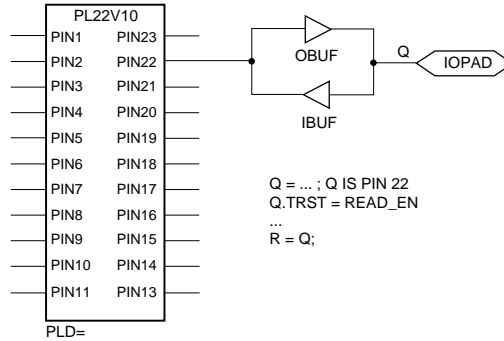 PL22V10
PIN1 PIN23
PIN2 PIN22
PIN3 PIN21
PIN4 PIN20
PIN5 PIN19
PIN6 PIN18
PIN7 PIN17
PIN8 PIN16
PIN9 PIN15
PIN10 PIN14
PIN11 PIN13
PLD=
OBUF
IBUF
Q
IOPAD
Q = ... ; Q IS PIN 22
Q.TRST = READ_EN
...
R = Q;